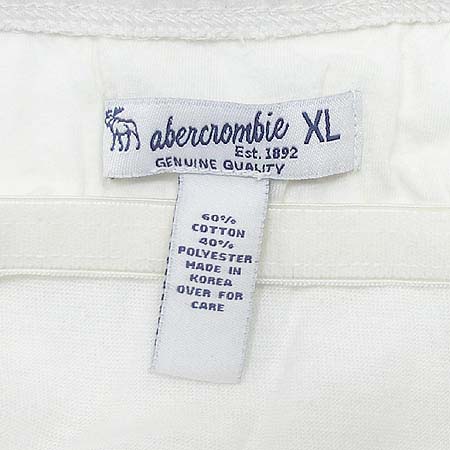 abercrombie XL
Est. 1892
GENUINE QUALITY
60%
COTTON
40%
POLYESTER
MADE IN
KOREA
OVER FOR
CARE